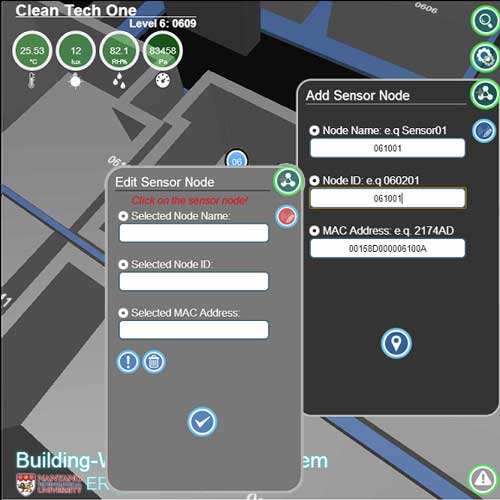 Clean Tech One
Level 6: 0609
25.53
°C
12
lux
82.1
RH%
83458
Pa
0606
06
Add Sensor Node
Node Name: e.q Sensor01
061001
Node ID: e.q 060201
061001
MAC Address: e.q. 2174AD
00158D000006100A
Edit Sensor Node
Click on the sensor node!
Selected Node Name:
Selected Node ID:
Selected MAC Address:
Building-W
em
NANYANG
TECHNOLOGICAL
UNIVERSITY
ER